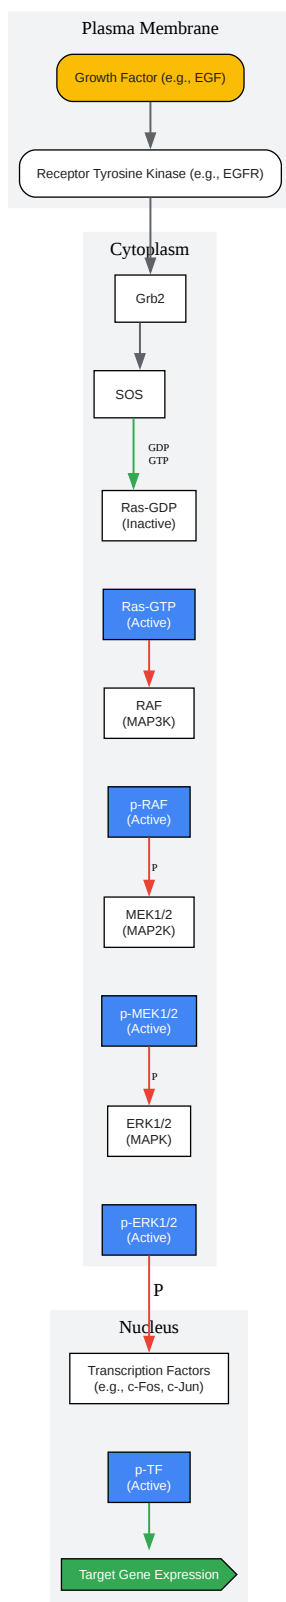 Plasma Membrane
Growth Factor (e.g., EGF)
Receptor Tyrosine Kinase (e.g., EGFR)
Cytoplasm
Grb2
SOS
GDP
GTP
Ras-GDP
(Inactive)
Ras-GTP
(Active)
RAF
(MAP3K)
p-RAF
(Active)
P
MEK1/2
(MAP2K)
p-MEK1/2
(Active)
P
ERK1/2
(MAPK)
p-ERK1/2
(Active)
P
Nucleus
Transcription Factors
(e.g., c-Fos, c-Jun)
p-TF
(Active)
Target Gene Expression